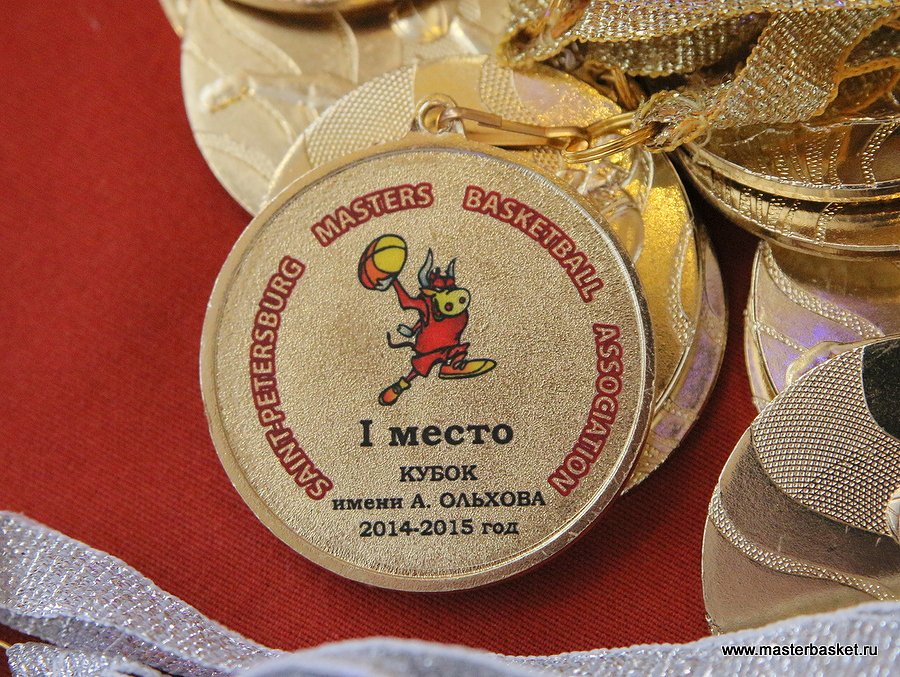 SAINT-PETERSBURG MASTERS BASKETBALL ASSOCIATION
I место
КУБОК
имени А. ОЛЬХОВА
2014-2015 год
www.masterbasket.ru